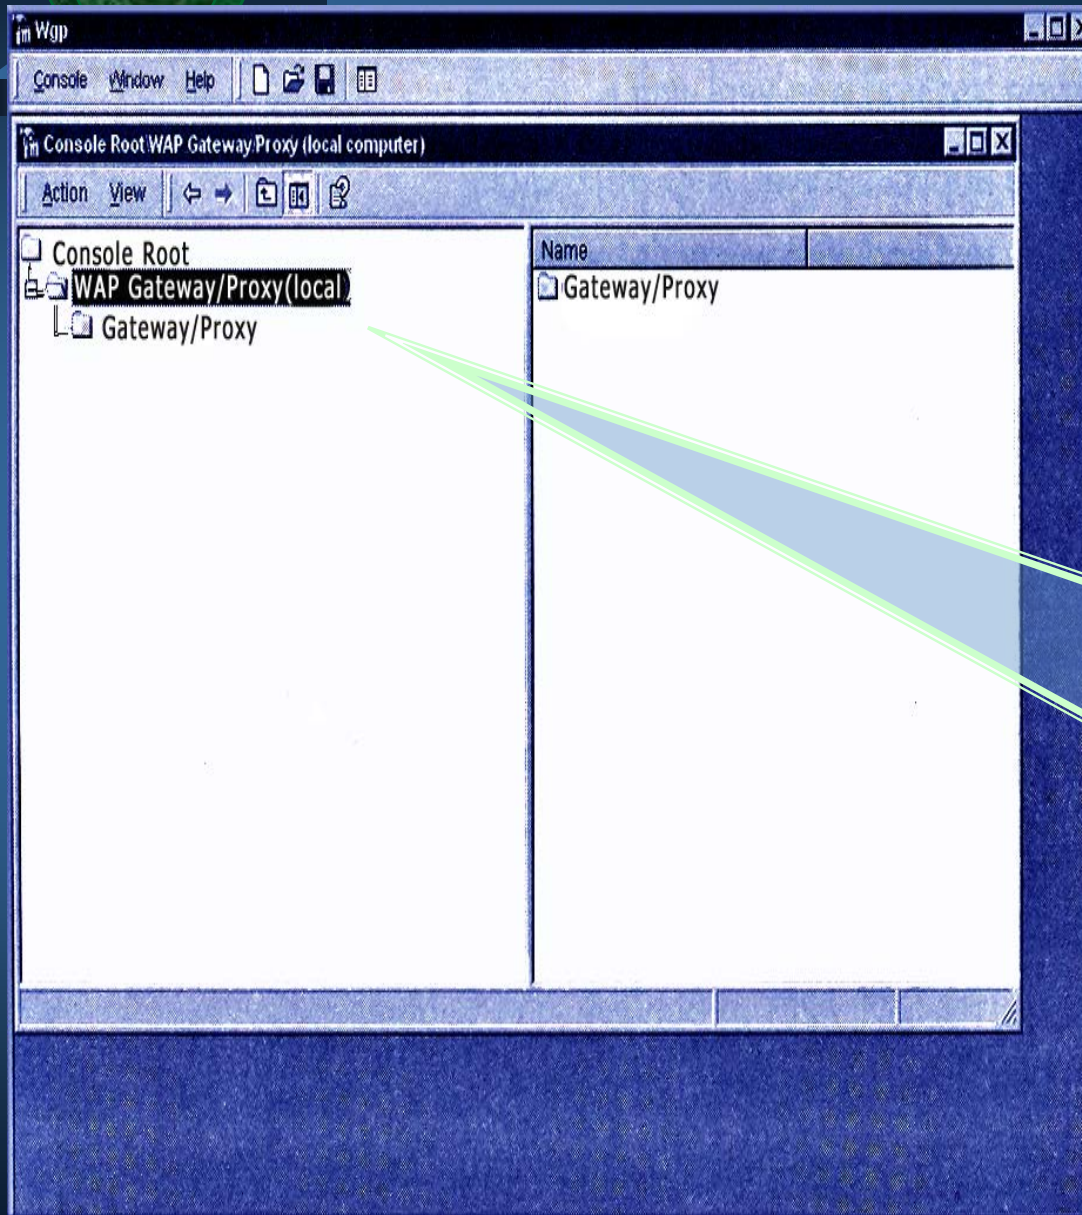 Wgp
Console Window Help
Console Root\WAP Gateway/Proxy (local computer)
Action View
Console Root
WAP Gateway/Proxy(local)
Gateway/Proxy
Name
Gateway/Proxy